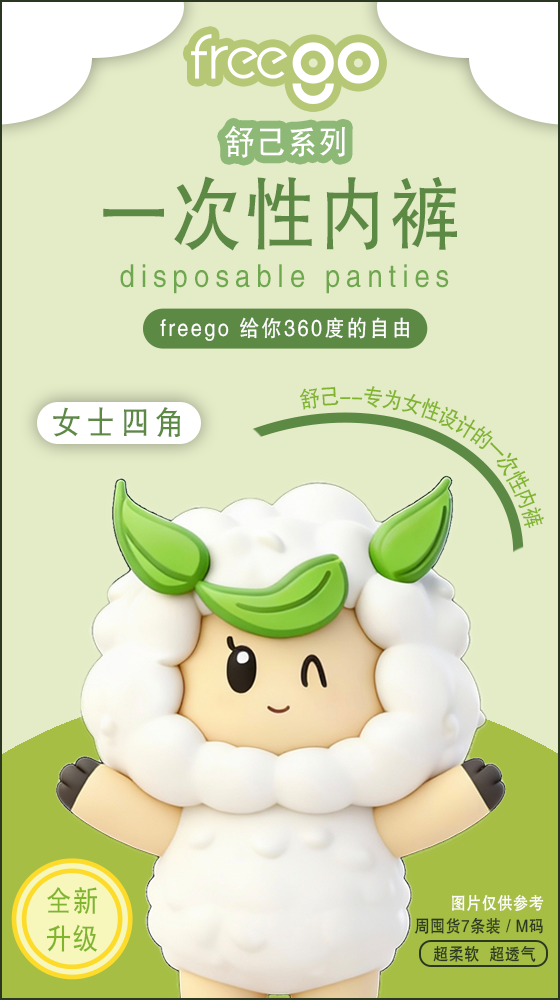 freego
舒己系列
一次性内裤
disposable panties
freego 给你360度的自由
女士四角
舒己--专为女性设计的一次性内裤
全新
升级
图片仅供参考
周囤货7条装 / M码
超柔软 超透气